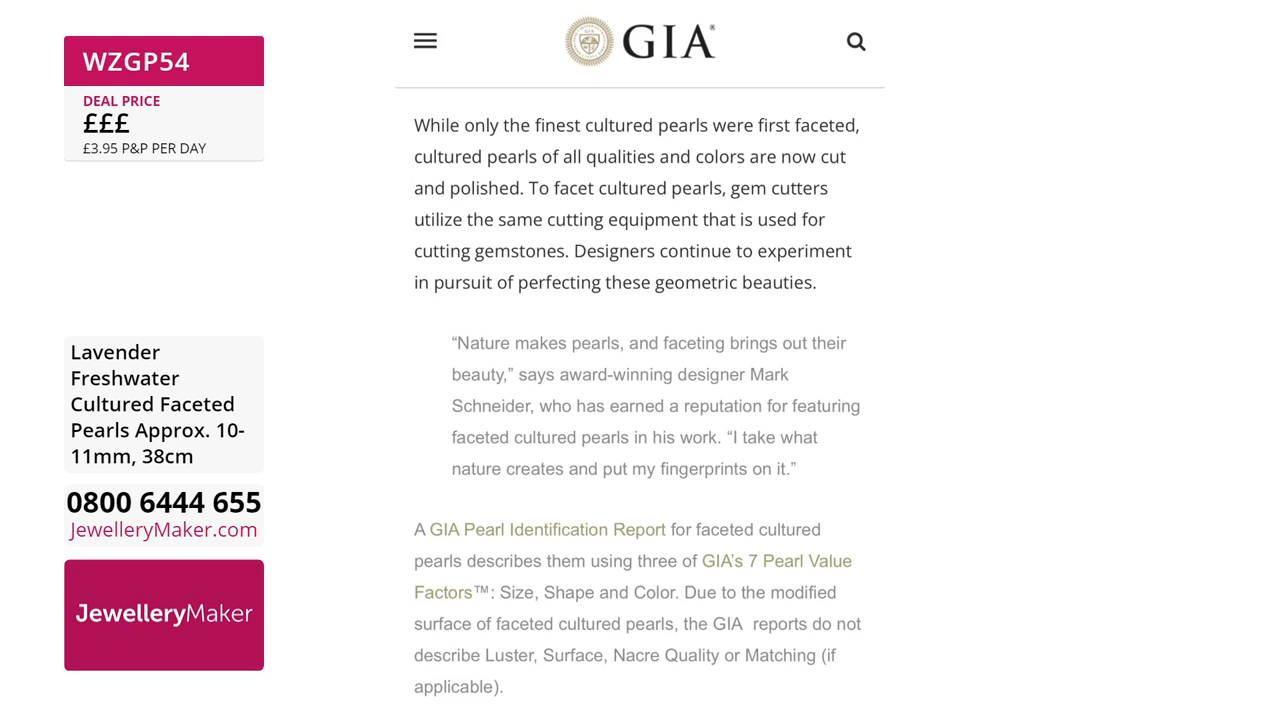 WZGP54
DEAL PRICE
£££
£3.95 P&P PER DAY
Lavender
Freshwater
Cultured Faceted
Pearls Approx. 10-
11mm, 38cm
0800 6444 655
JewelleryMaker.com
JewelleryMaker
GIA®
While only the finest cultured pearls were first faceted,
cultured pearls of all qualities and colors are now cut
and polished. To facet cultured pearls, gem cutters
utilize the same cutting equipment that is used for
cutting gemstones. Designers continue to experiment
in pursuit of perfecting these geometric beauties.
“Nature makes pearls, and faceting brings out their
beauty,” says award-winning designer Mark
Schneider, who has earned a reputation for featuring
faceted cultured pearls in his work. “I take what
nature creates and put my fingerprints on it.”
A GIA Pearl Identification Report for faceted cultured
pearls describes them using three of GIA’s 7 Pearl Value
Factors™: Size, Shape and Color. Due to the modified
surface of faceted cultured pearls, the GIA  reports do not
describe Luster, Surface, Nacre Quality or Matching (if
applicable).